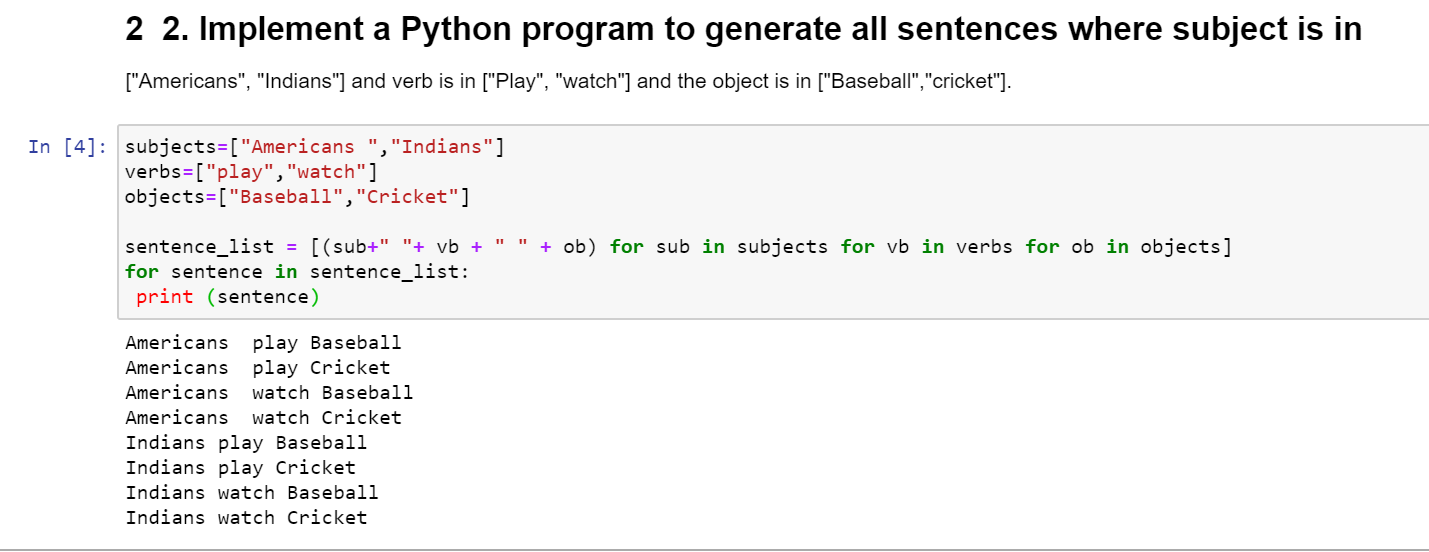 2 2. Implement a Python program to generate all sentences where subject is in
["Americans", "Indians"] and verb is in ["Play", "watch"] and the object is in ["Baseball","cricket"].
In [4]: subjects=["Americans ","Indians"]
verbs=["play","watch"]
objects=["Baseball","Cricket"]
sentence_list = [(sub+" "+ vb + " " + ob) for sub in subjects for vb in verbs for ob in objects]
for sentence in sentence_list:
 print (sentence)
Americans  play Baseball
Americans  play Cricket
Americans  watch Baseball
Americans  watch Cricket
Indians play Baseball
Indians play Cricket
Indians watch Baseball
Indians watch Cricket